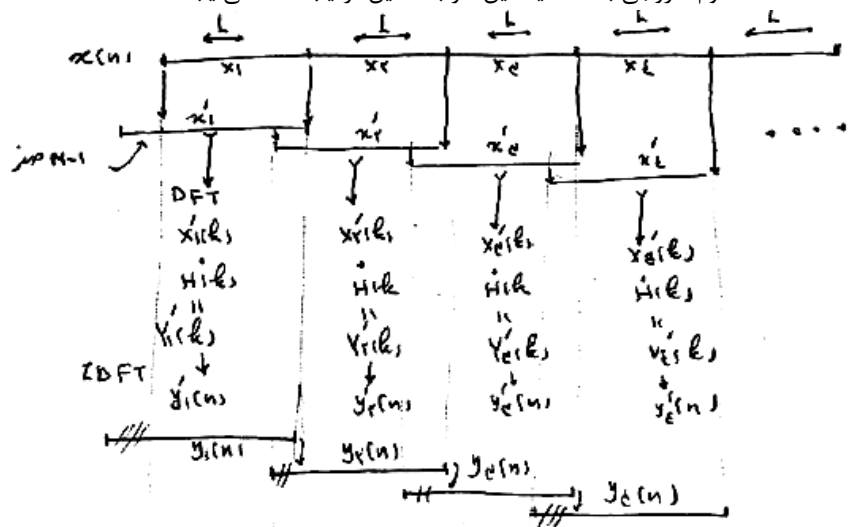 L L L L L
x(n) x₁ x₂ x₃ x₄
x'₁ x'₂ x'₃ x'₄ ....
صفر M-1
DFT
X'₁(k) X'₂(k) X'₃(k) X'₄(k)
H(k) H(k H(k H(k)
=
Y'₁(k) Y'₂(k) Y'₃(k) Y'₄(k)
IDFT
y'₁(n) y'₂(n) y'₃(n) y'₄(n)
y₁(n) y₂(n) y₃(n) y₄(n)